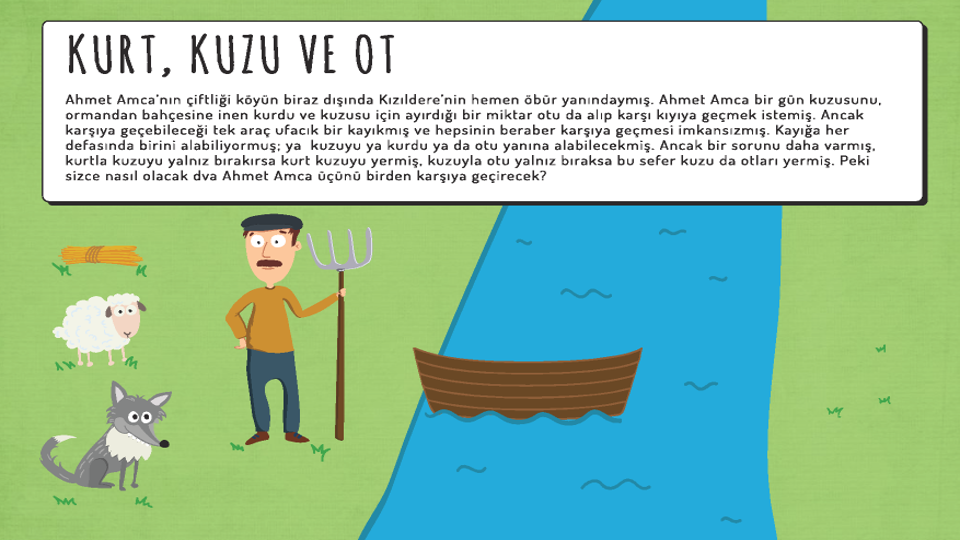 KURT, KUZU VE OT
Ahmet Amca'nın çiftliği köyün biraz dışında Kızıldere'nin hemen öbür yanındaymış. Ahmet Amca bir gün kuzusunu,
ormandan bahçesine inen kurdu ve kuzusu için ayırdığı bir miktar otu da alıp karşı kıyıya geçmek istemiş. Ancak
karşıya geçebileceği tek araç ufacık bir kayıkmış ve hepsinin beraber karşıya geçmesi imkansızmış. Kayığa her
defasında birini alabiliyormuş; ya kuzuyu ya kurdu ya da otu yanına alabilecekmiş. Ancak bir sorunu daha varmış,
kurtla kuzuyu yalnız bırakırsa kurt kuzuyu yermiş, kuzuyla otu yalnız bıraksa bu sefer kuzu da otları yermiş. Peki
sizce nasıl olacak dva Ahmet Amca üçünü birden karşıya geçirecek?